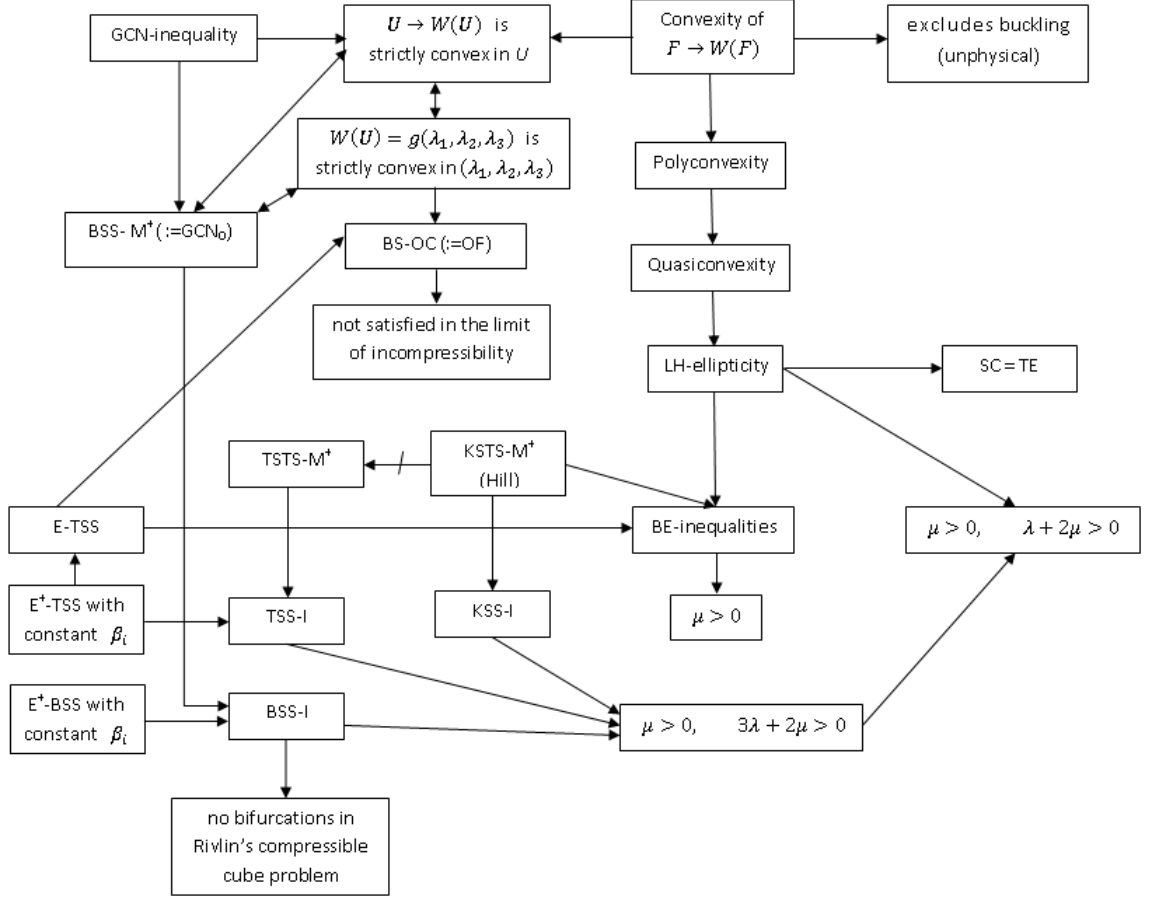 GCN-inequality
U → W(U) is
strictly convex in U
Convexity of
F → W(F)
excludes buckling
(unphysical)
W(U) = g(λ₁, λ₂, λ₃) is
strictly convex in (λ₁, λ₂, λ₃)
Polyconvexity
BSS- M⁺ ( :=GCN₀)
BS-OC (:=OF)
Quasiconvexity
not satisfied in the limit
of incompressibility
LH-ellipticity
SC = TE
TSTS-M⁺
KSTS-M⁺
(Hill)
E-TSS
BE-inequalities
μ > 0, λ + 2μ > 0
E⁺-TSS with
constant βᵢ
TSS-I
KSS-I
μ > 0
E⁺-BSS with
constant βᵢ
BSS-I
μ > 0, 3λ + 2μ > 0
no bifurcations in
Rivlin's compressible
cube problem